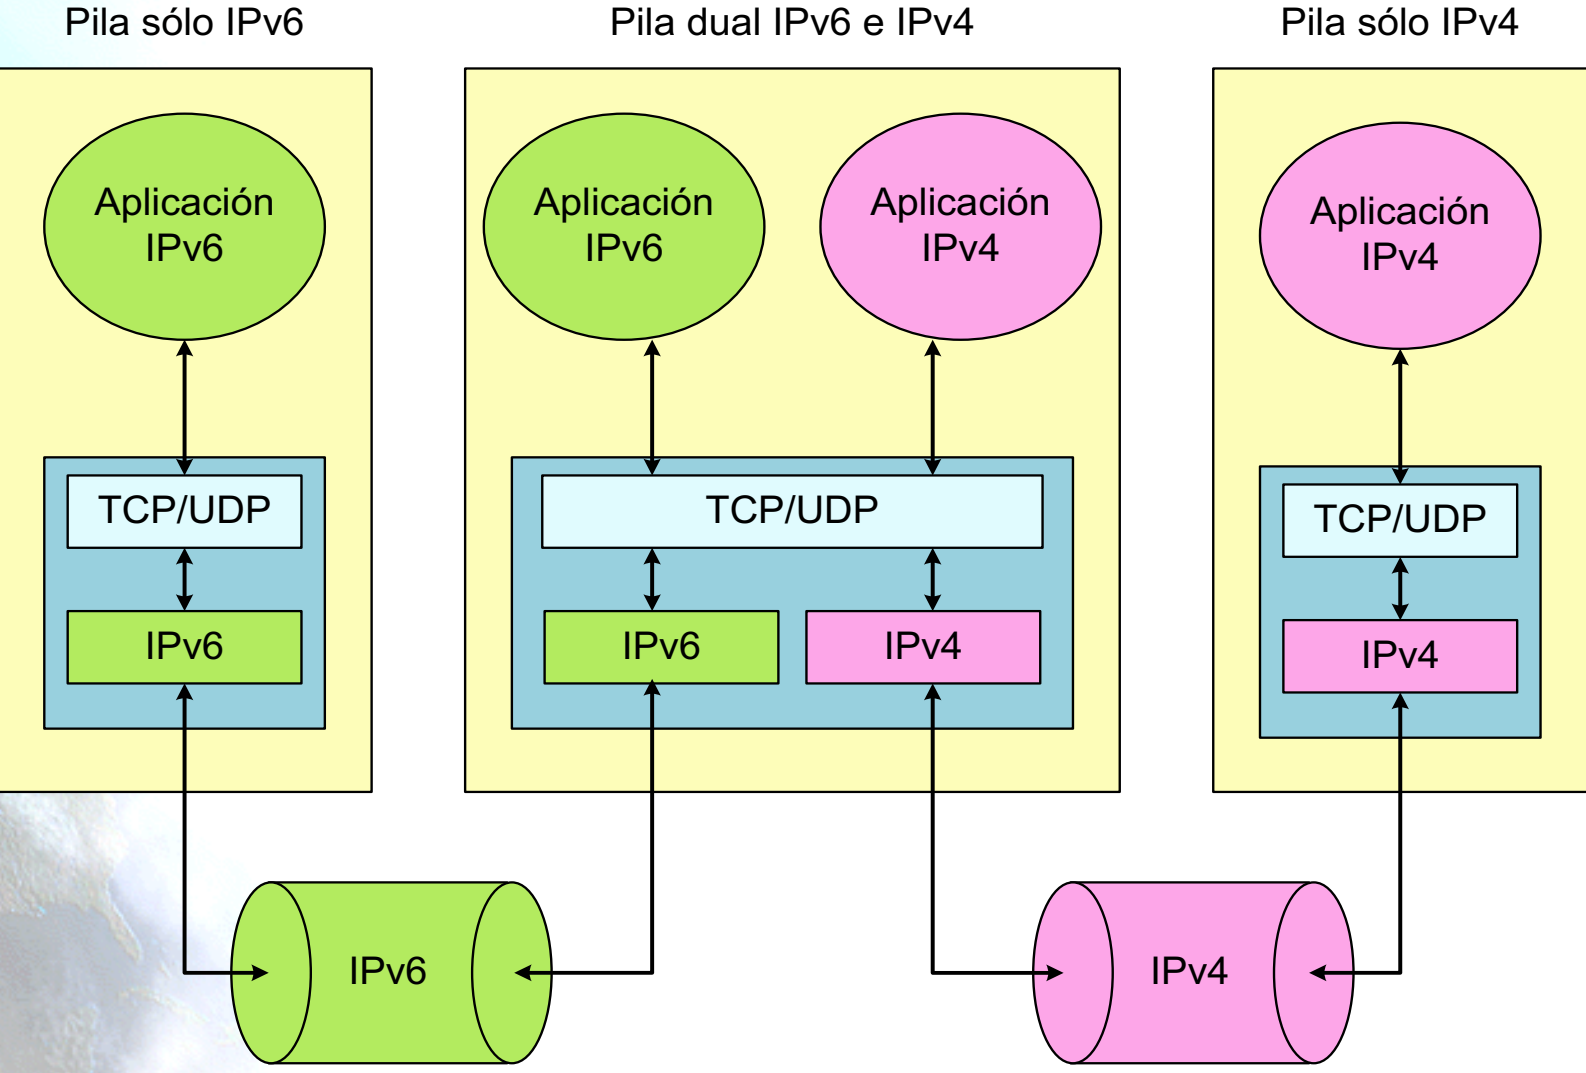 Pila sólo IPv6
Pila dual IPv6 e IPv4
Pila sólo IPv4
Aplicación
IPv6
Aplicación
IPv6
Aplicación
IPv4
Aplicación
IPv4
TCP/UDP
TCP/UDP
TCP/UDP
IPv6
IPv6
IPv4
IPv4
IPv6
IPv4